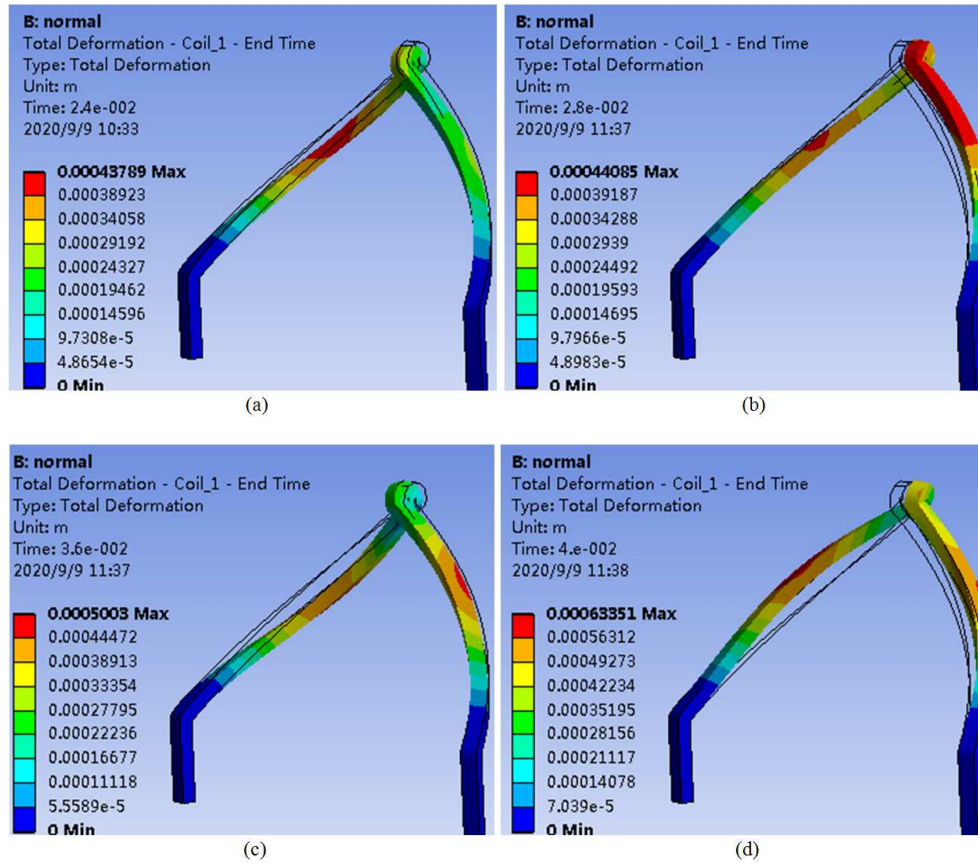 B: normal
Total Deformation - Coil_1 - End Time
Type: Total Deformation
Unit: m
Time: 2.4e-002
2020/9/9 10:33
0.00043789 Max
0.00038923
0.00034058
0.00029192
0.00024327
0.00019462
0.00014596
9.7308e-5
4.8654e-5
0 Min
(a)
B: normal
Total Deformation - Coil_1 - End Time
Type: Total Deformation
Unit: m
Time: 2.8e-002
2020/9/9 11:37
0.00044085 Max
0.00039187
0.00034288
0.0002939
0.00024492
0.00019593
0.00014695
9.7966e-5
4.8983e-5
0 Min
(b)
B: normal
Total Deformation - Coil_1 - End Time
Type: Total Deformation
Unit: m
Time: 3.6e-002
2020/9/9 11:37
0.0005003 Max
0.00044472
0.00038913
0.00033354
0.00027795
0.00022236
0.00016677
0.00011118
5.5589e-5
0 Min
(c)
B: normal
Total Deformation - Coil_1 - End Time
Type: Total Deformation
Unit: m
Time: 4.e-002
2020/9/9 11:38
0.00063351 Max
0.00056312
0.00049273
0.00042234
0.00035195
0.00028156
0.00021117
0.00014078
7.039e-5
0 Min
(d)